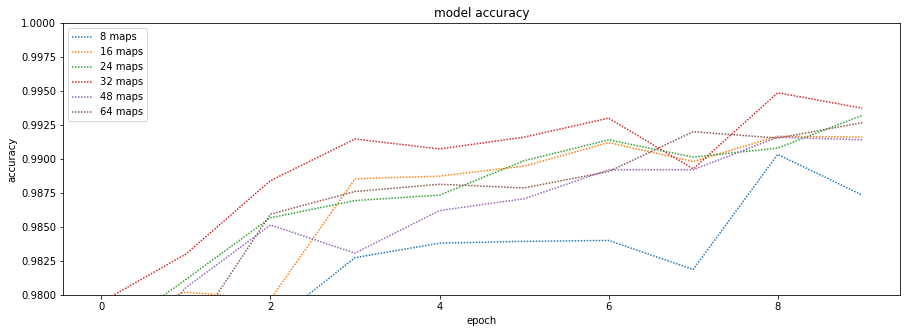 model accuracy
1.0000
0.9975
0.9950
0.9925
0.9900
0.9875
0.9850
0.9825
0.9800
accuracy
8 maps
16 maps
24 maps
32 maps
48 maps
64 maps
0 2 4 6 8
epoch